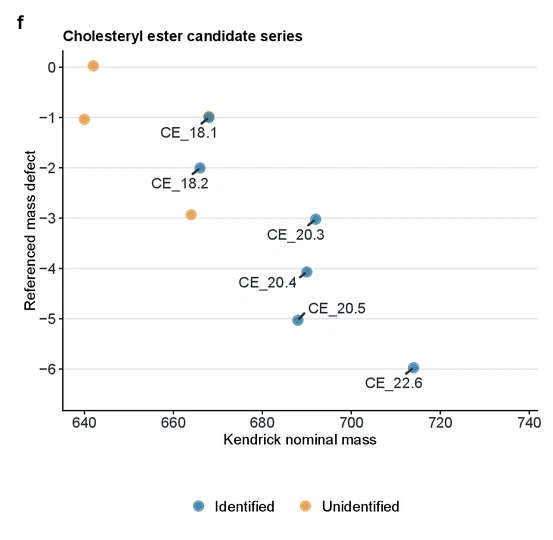 f
Cholesteryl ester candidate series
0
−1
−2
−3
−4
−5
−6
Referenced mass defect
CE_18.1
CE_18.2
CE_20.3
CE_20.4
CE_20.5
CE_22.6
640 660 680 700 720 740
Kendrick nominal mass
Identified Unidentified